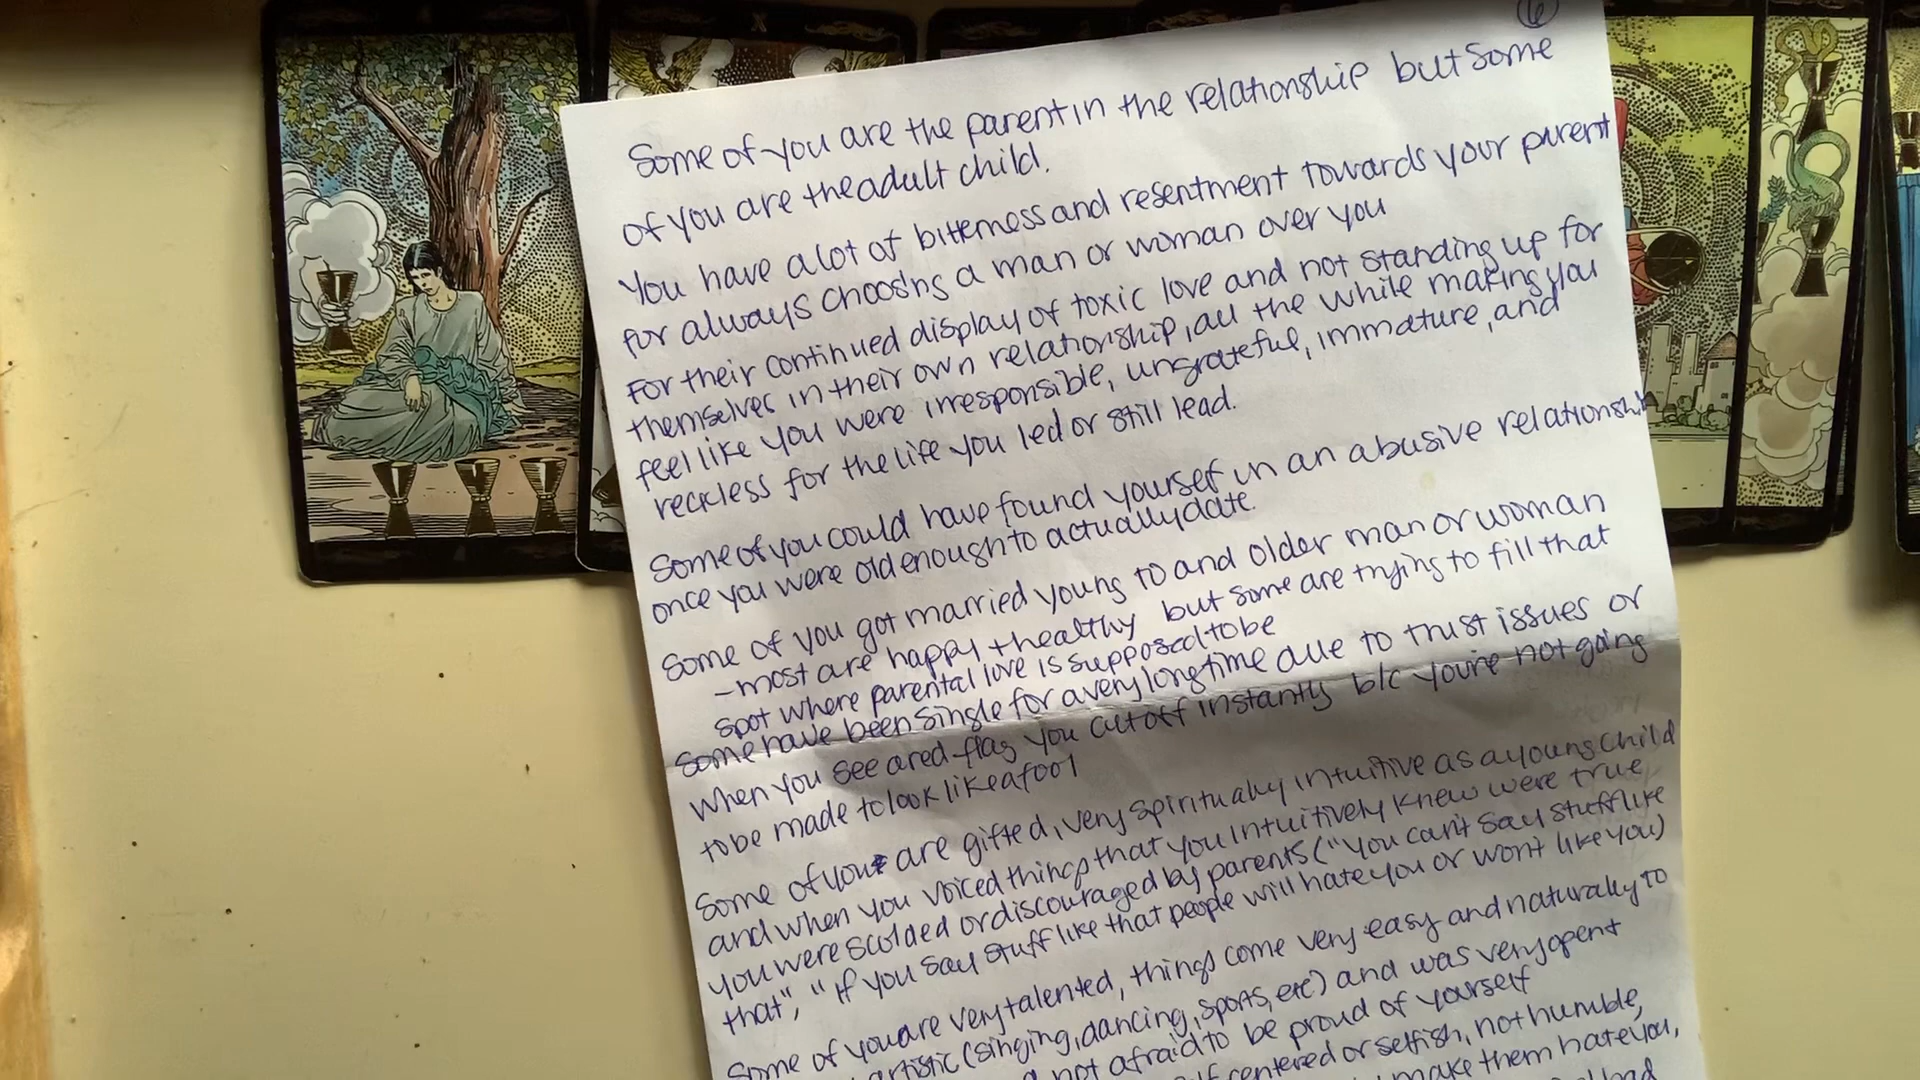 6
Some of you are the parent in the relationship but some
of you are the adult child.
You have a lot of bitterness and resentment towards your parent
for always choosing a man or woman over you
For their continued display of toxic love and not standing up for
themselves in their own relationship, all the while making you
feel like you were irresponsible, ungrateful, immature, and
reckless for the life you led or still lead.
Some of you could have found yourself in an abusive relationship
once you were old enough to actually date.
Some of you got married young to and older man or woman
- most are happy + healthy but some are trying to fill that
spot where parental love is supposed to be
Some have been single for a very long time due to trust issues or
when you see a red flag you cut off instantly b/c you're not going
to be made to look like a fool
Some of you are gifted, very spiritually intuitive as a young child
and when you voiced things that you intuitively knew were true
you were scolded or discouraged by parents ("you can't say stuff like
that", "If you say stuff like that people will hate you or wont like you)
Some of you are very talented, things come very easy and naturally to
artistic (singing, dancing, sports, etc) and was very open t
not afraid to be proud of yourself
centered or selfish, not humble,
make them hate you,
X